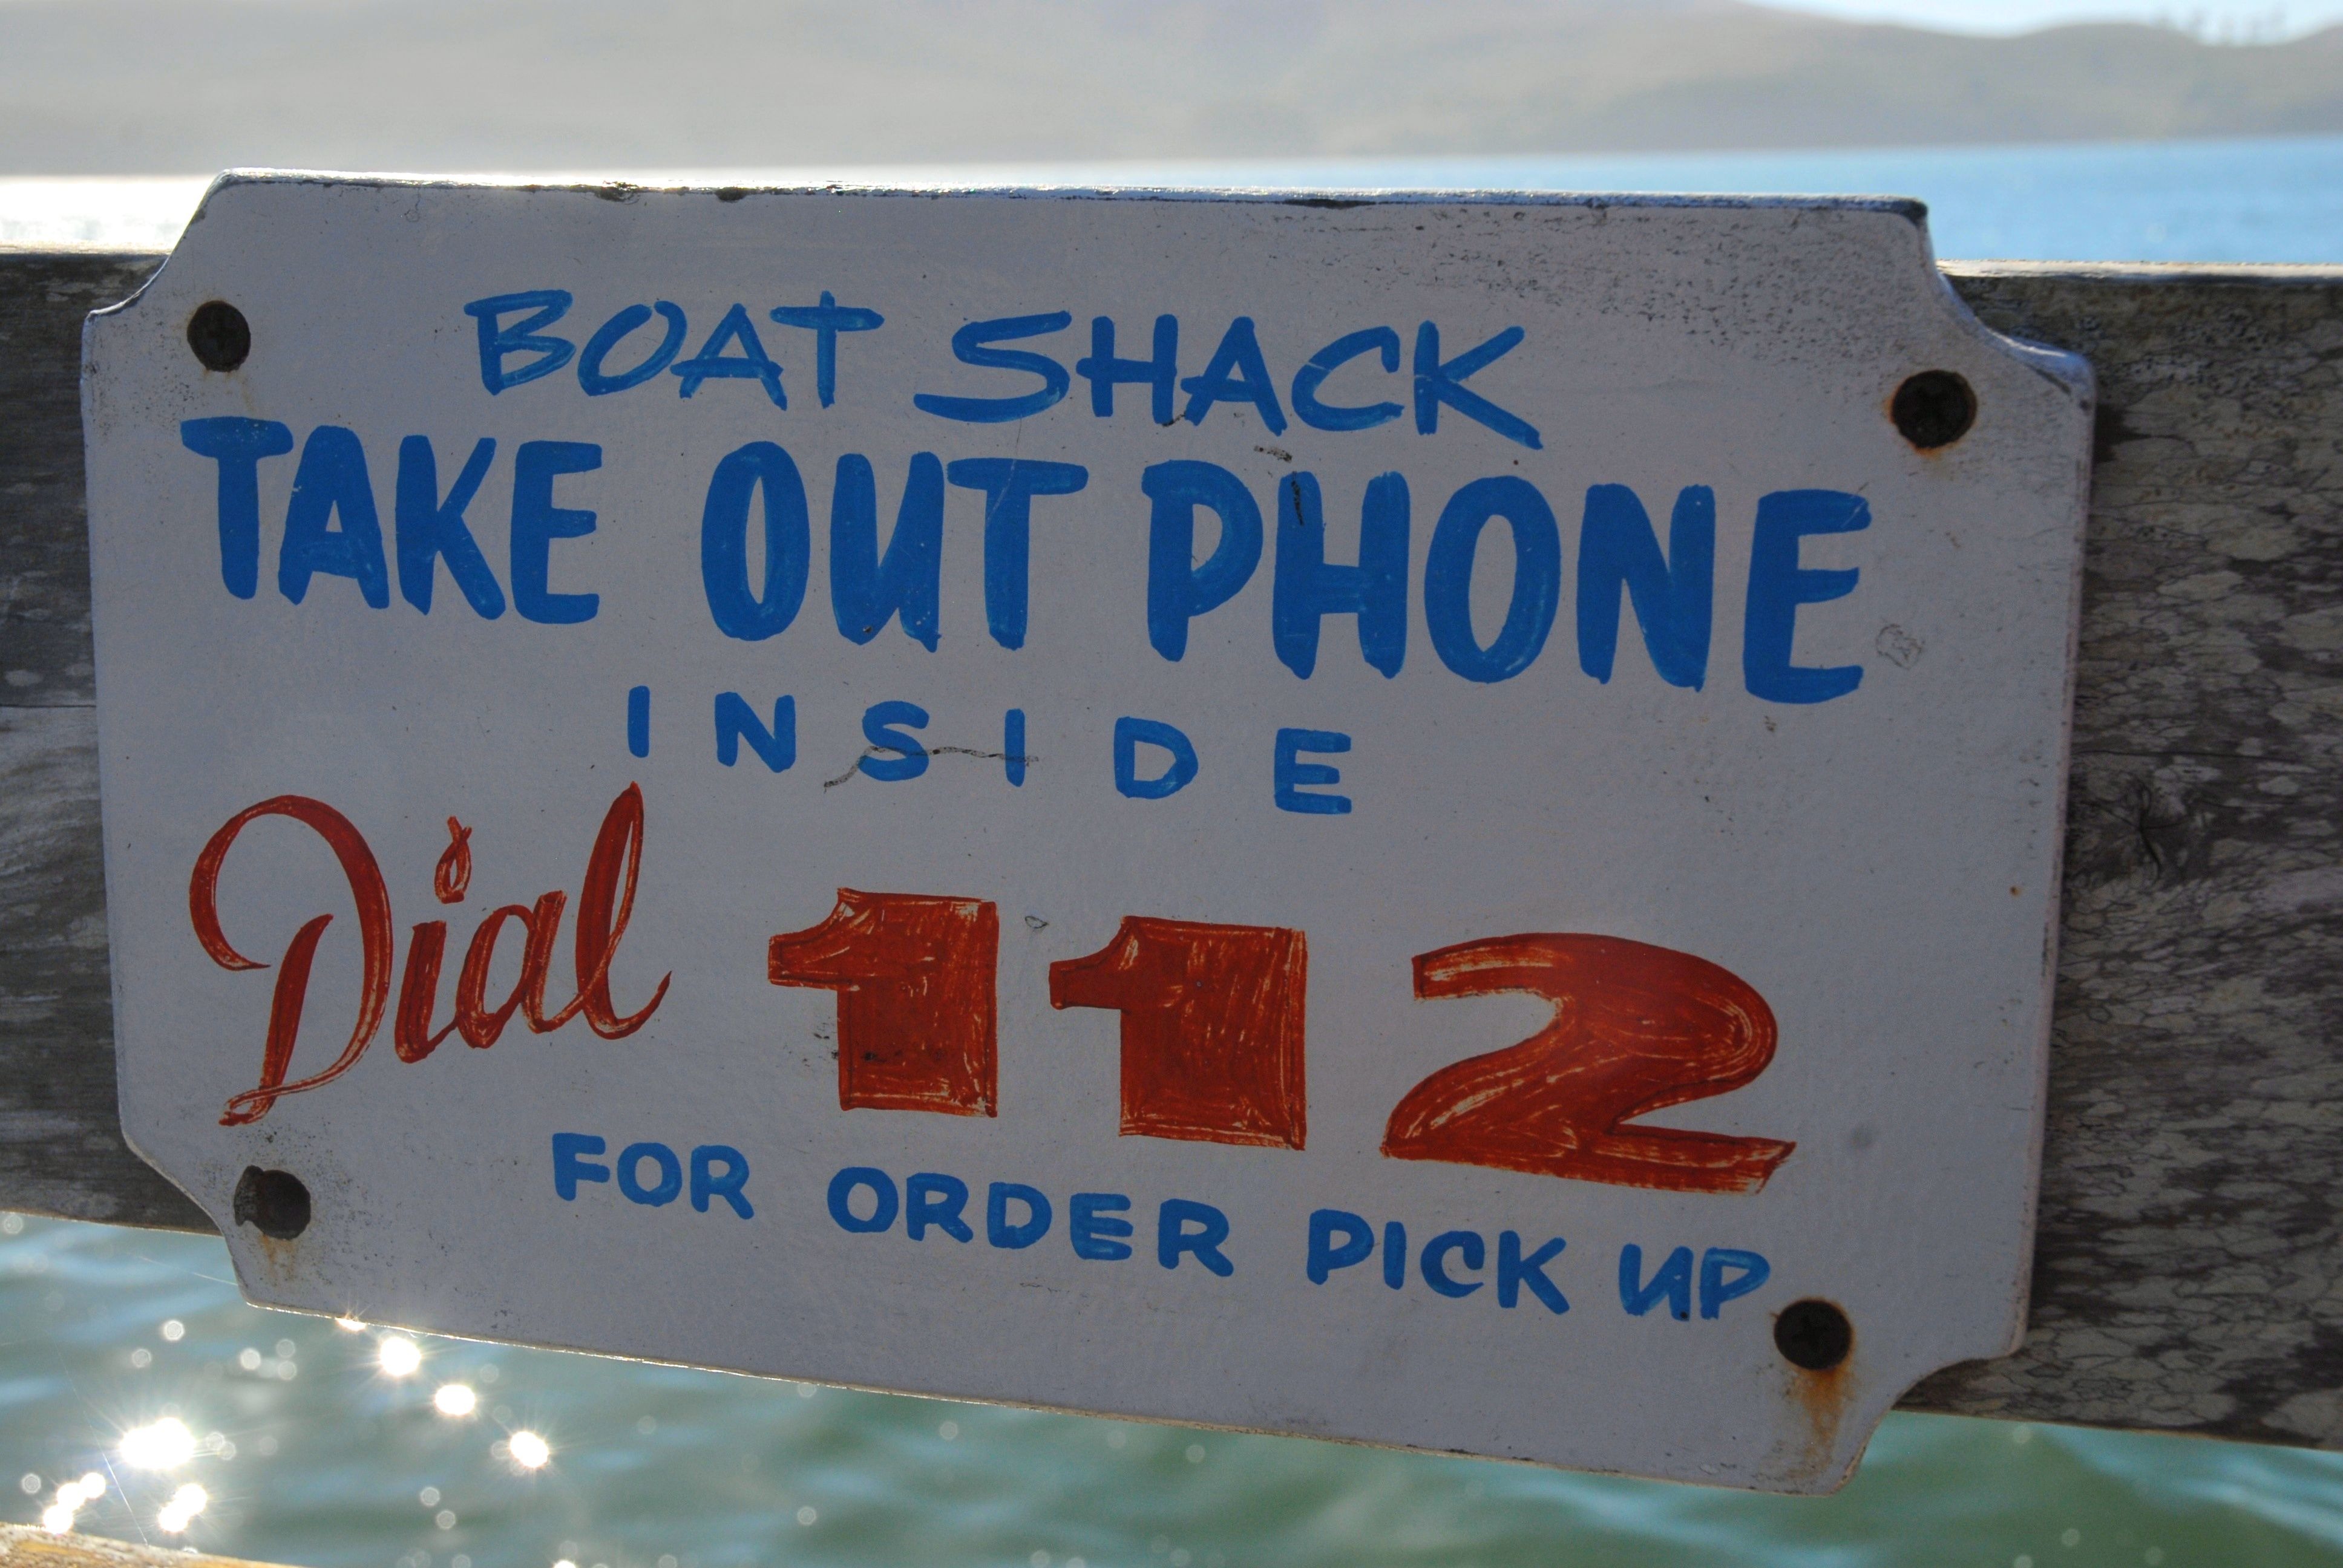 BOAT SHACK
TAKE OUT PHONE
INSIDE
Dial 112
FOR ORDER PICK UP